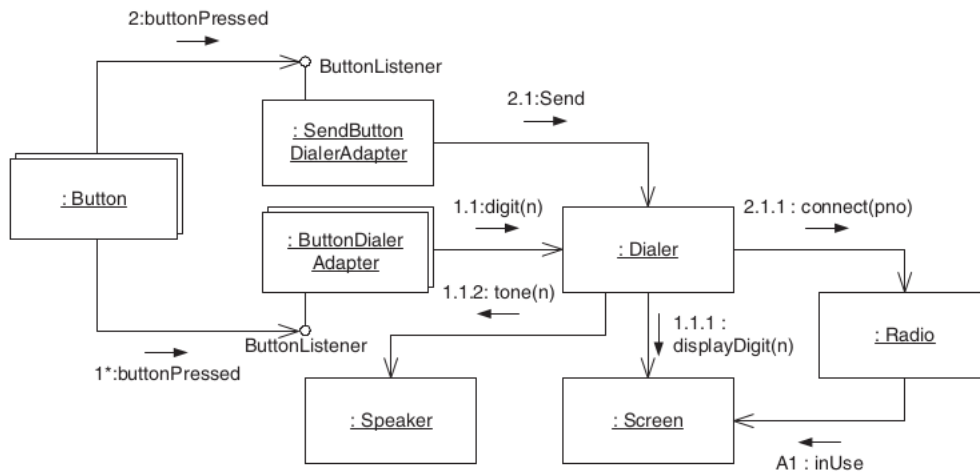 2:buttonPressed
ButtonListener
2.1:Send
: SendButton
DialerAdapter
: Button
1.1:digit(n)
2.1.1 : connect(pno)
: ButtonDialer
Adapter
: Dialer
1.1.2: tone(n)
1.1.1 :
displayDigit(n)
: Radio
ButtonListener
1*:buttonPressed
: Speaker
: Screen
A1 : inUse